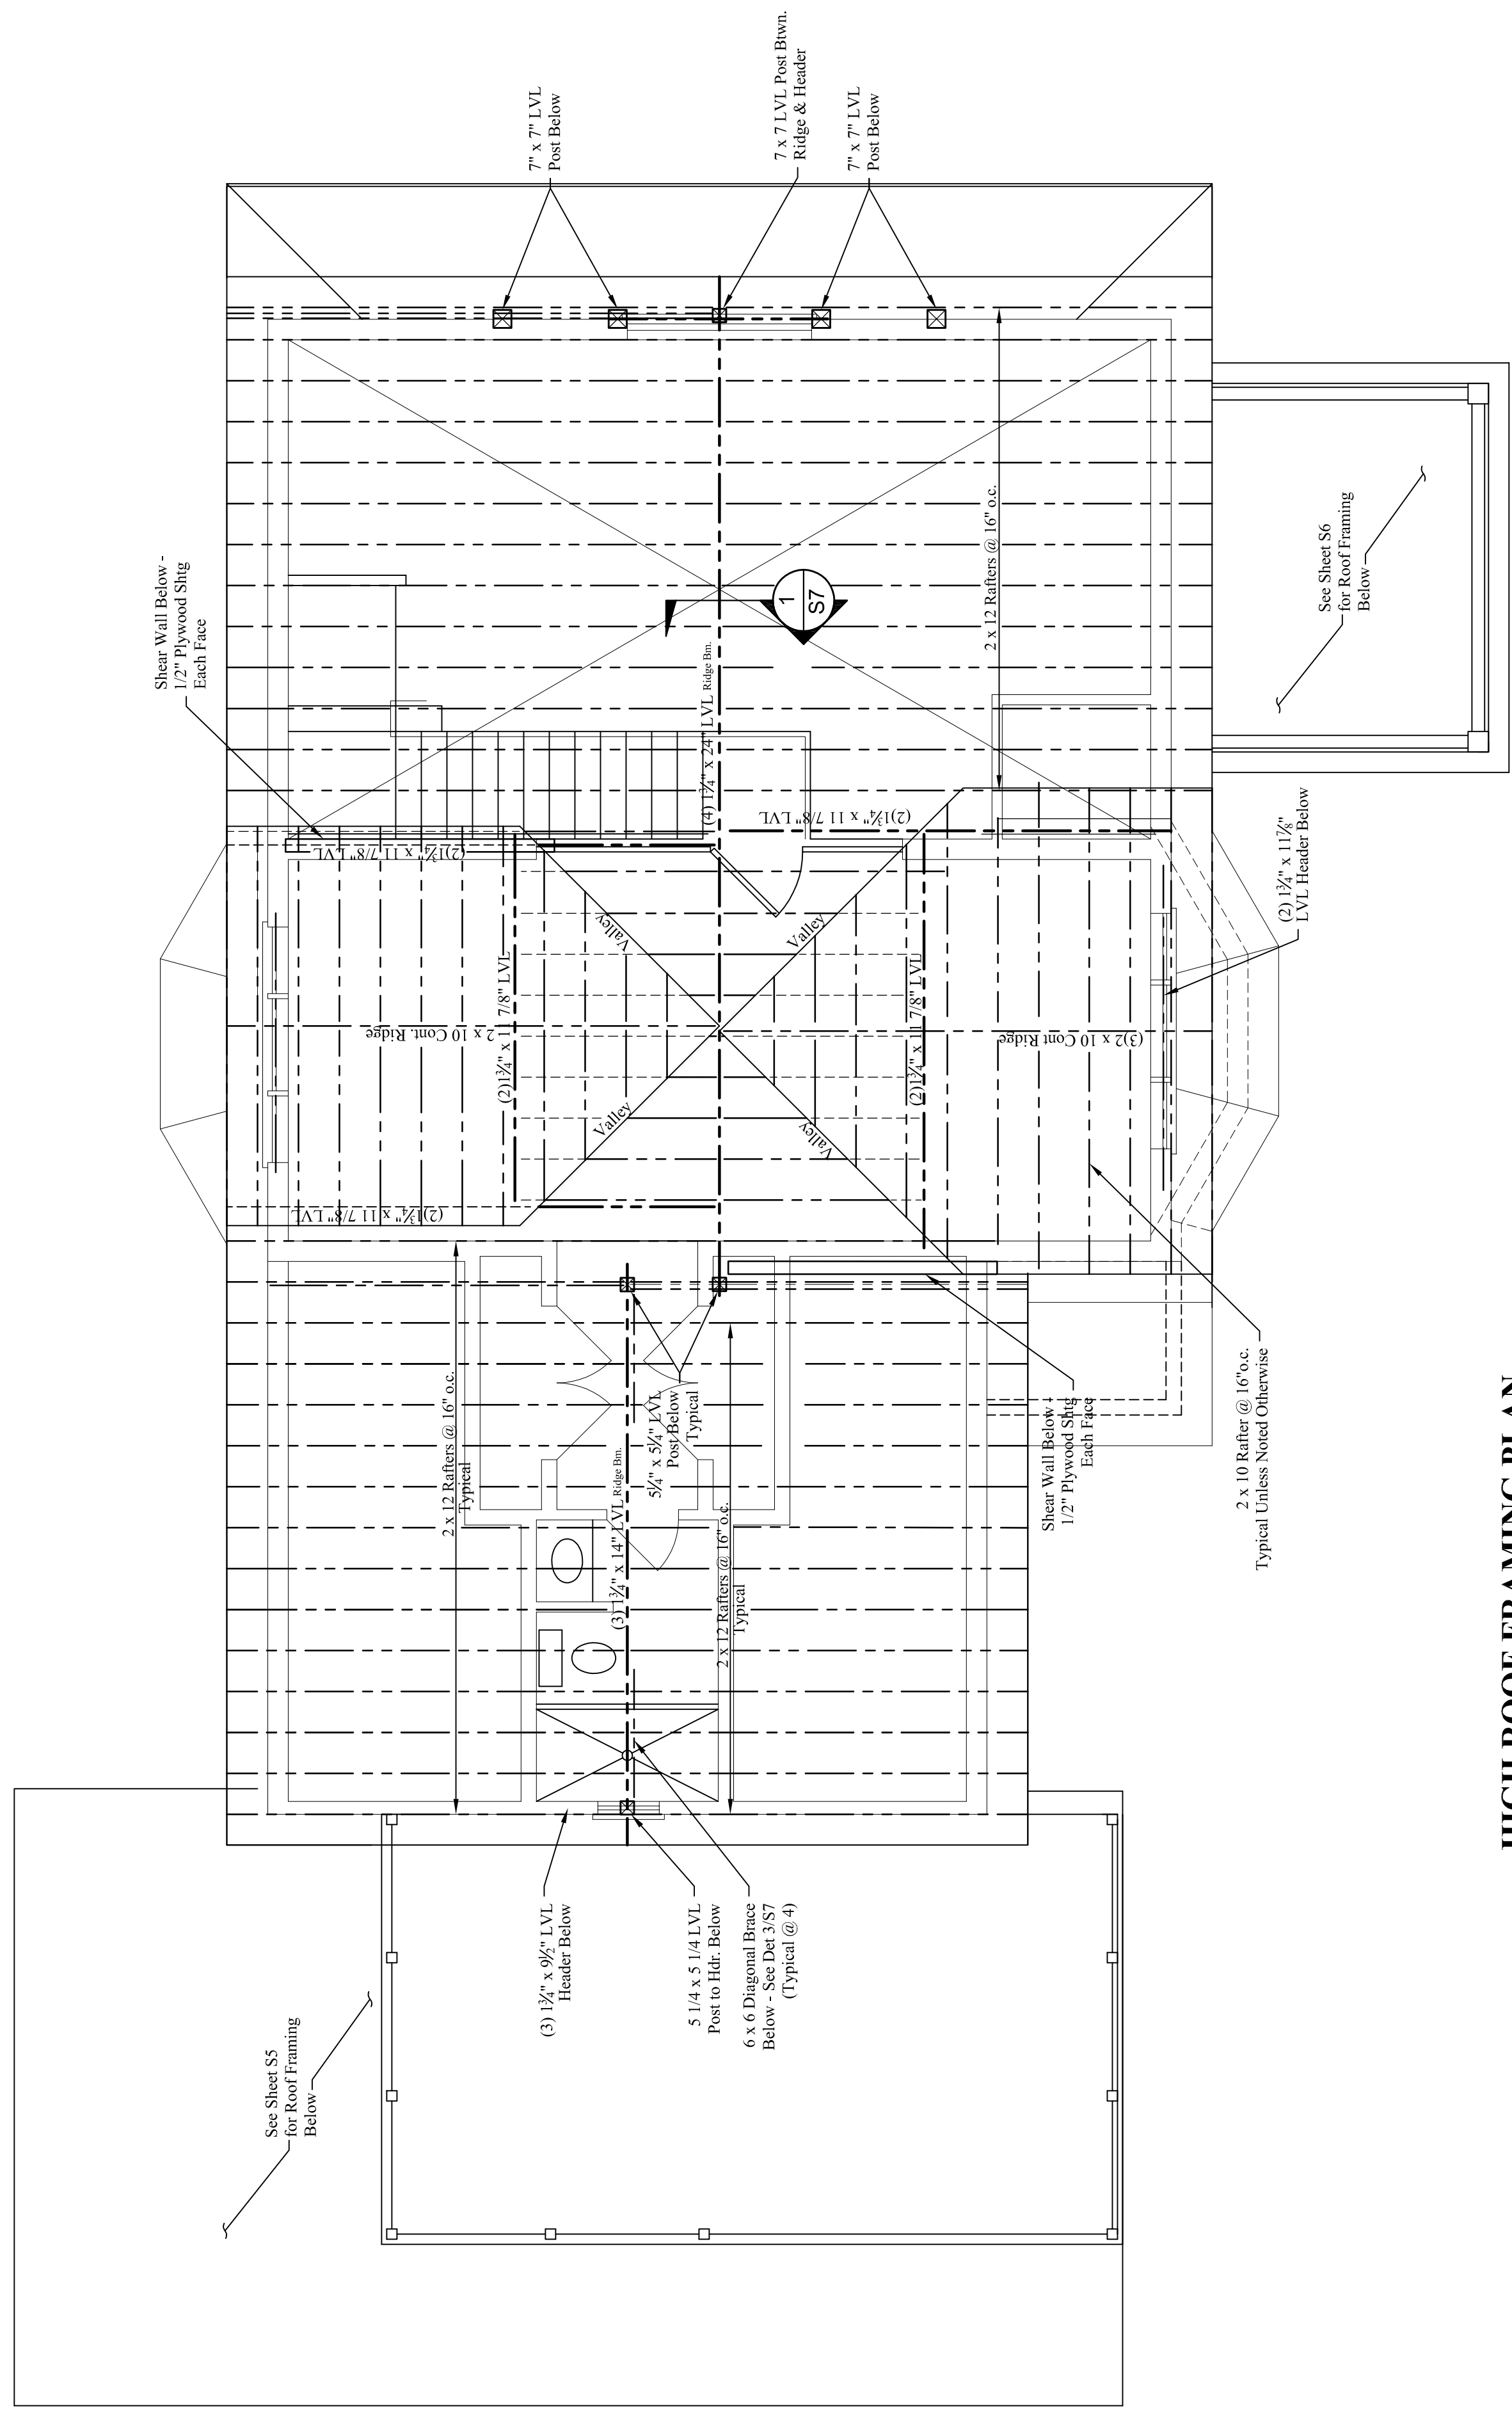 7" x 7" LVL
Post Below
7 x 7 LVL Post Btwn.
Ridge & Header
7" x 7" LVL
Post Below
Shear Wall Below -
1/2" Plywood Shtg
Each Face
2 x 12 Rafters @ 16" o.c.
1
S7
See Sheet S6
for Roof Framing
Below
(4) 1¾" x 24" LVL Ridge Bm.
(2)1¾" x 11 7/8" LVL
(2)1¾" x 11 7/8" LVL
(2) 1¾" x 11⅞"
LVL Header Below
Valley
Valley
(2)1¾" x 11 7/8" LVL
2 x 10 Cont. Ridge
(2)1¾" x 11 7/8" LVL
(3)2 x 10 Cont Ridge
Valley
Valley
(2)1¾" x 11 7/8" LVL
2 x 12 Rafters @ 16" o.c.
Typical
5¼" x 5¼" LVL
Post Below
Typical
(3) 1¾" x 14" LVL Ridge Bm.
2 x 12 Rafters @ 16" o.c.
Typical
Shear Wall Below -
1/2" Plywood Shtg
Each Face
2 x 10 Rafter @ 16"o.c.
Typical Unless Noted Otherwise
(3) 1¾" x 9½" LVL
Header Below
5 1/4 x 5 1/4 LVL
Post to Hdr. Below
6 x 6 Diagonal Brace
Below - See Det 3/S7
(Typical @ 4)
See Sheet S5
for Roof Framing
Below
HIGH ROOF FRAMING PLAN